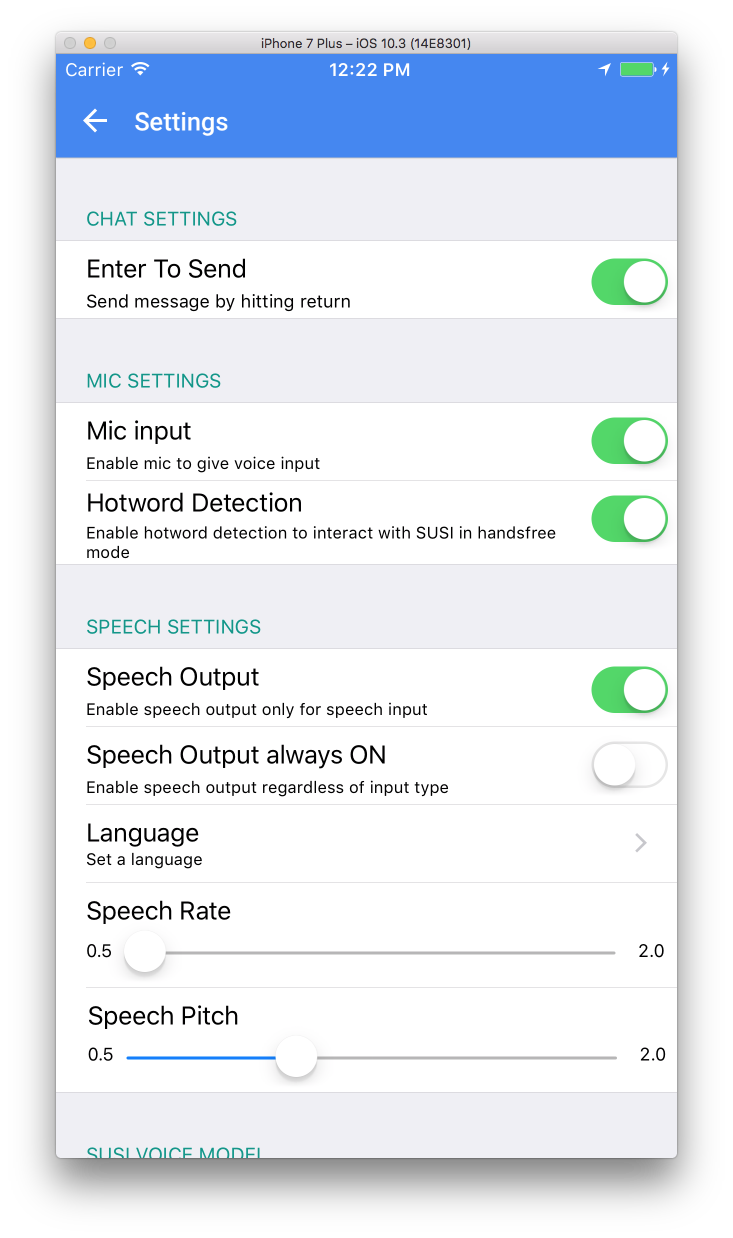 iPhone 7 Plus – iOS 10.3 (14E8301)
Carrier 12:22 PM
Settings
CHAT SETTINGS
Enter To Send
Send message by hitting return
MIC SETTINGS
Mic input
Enable mic to give voice input
Hotword Detection
Enable hotword detection to interact with SUSI in handsfree
mode
SPEECH SETTINGS
Speech Output
Enable speech output only for speech input
Speech Output always ON
Enable speech output regardless of input type
Language
Set a language
Speech Rate
0.5 2.0
Speech Pitch
0.5 2.0
SUSI VOICE MODEL